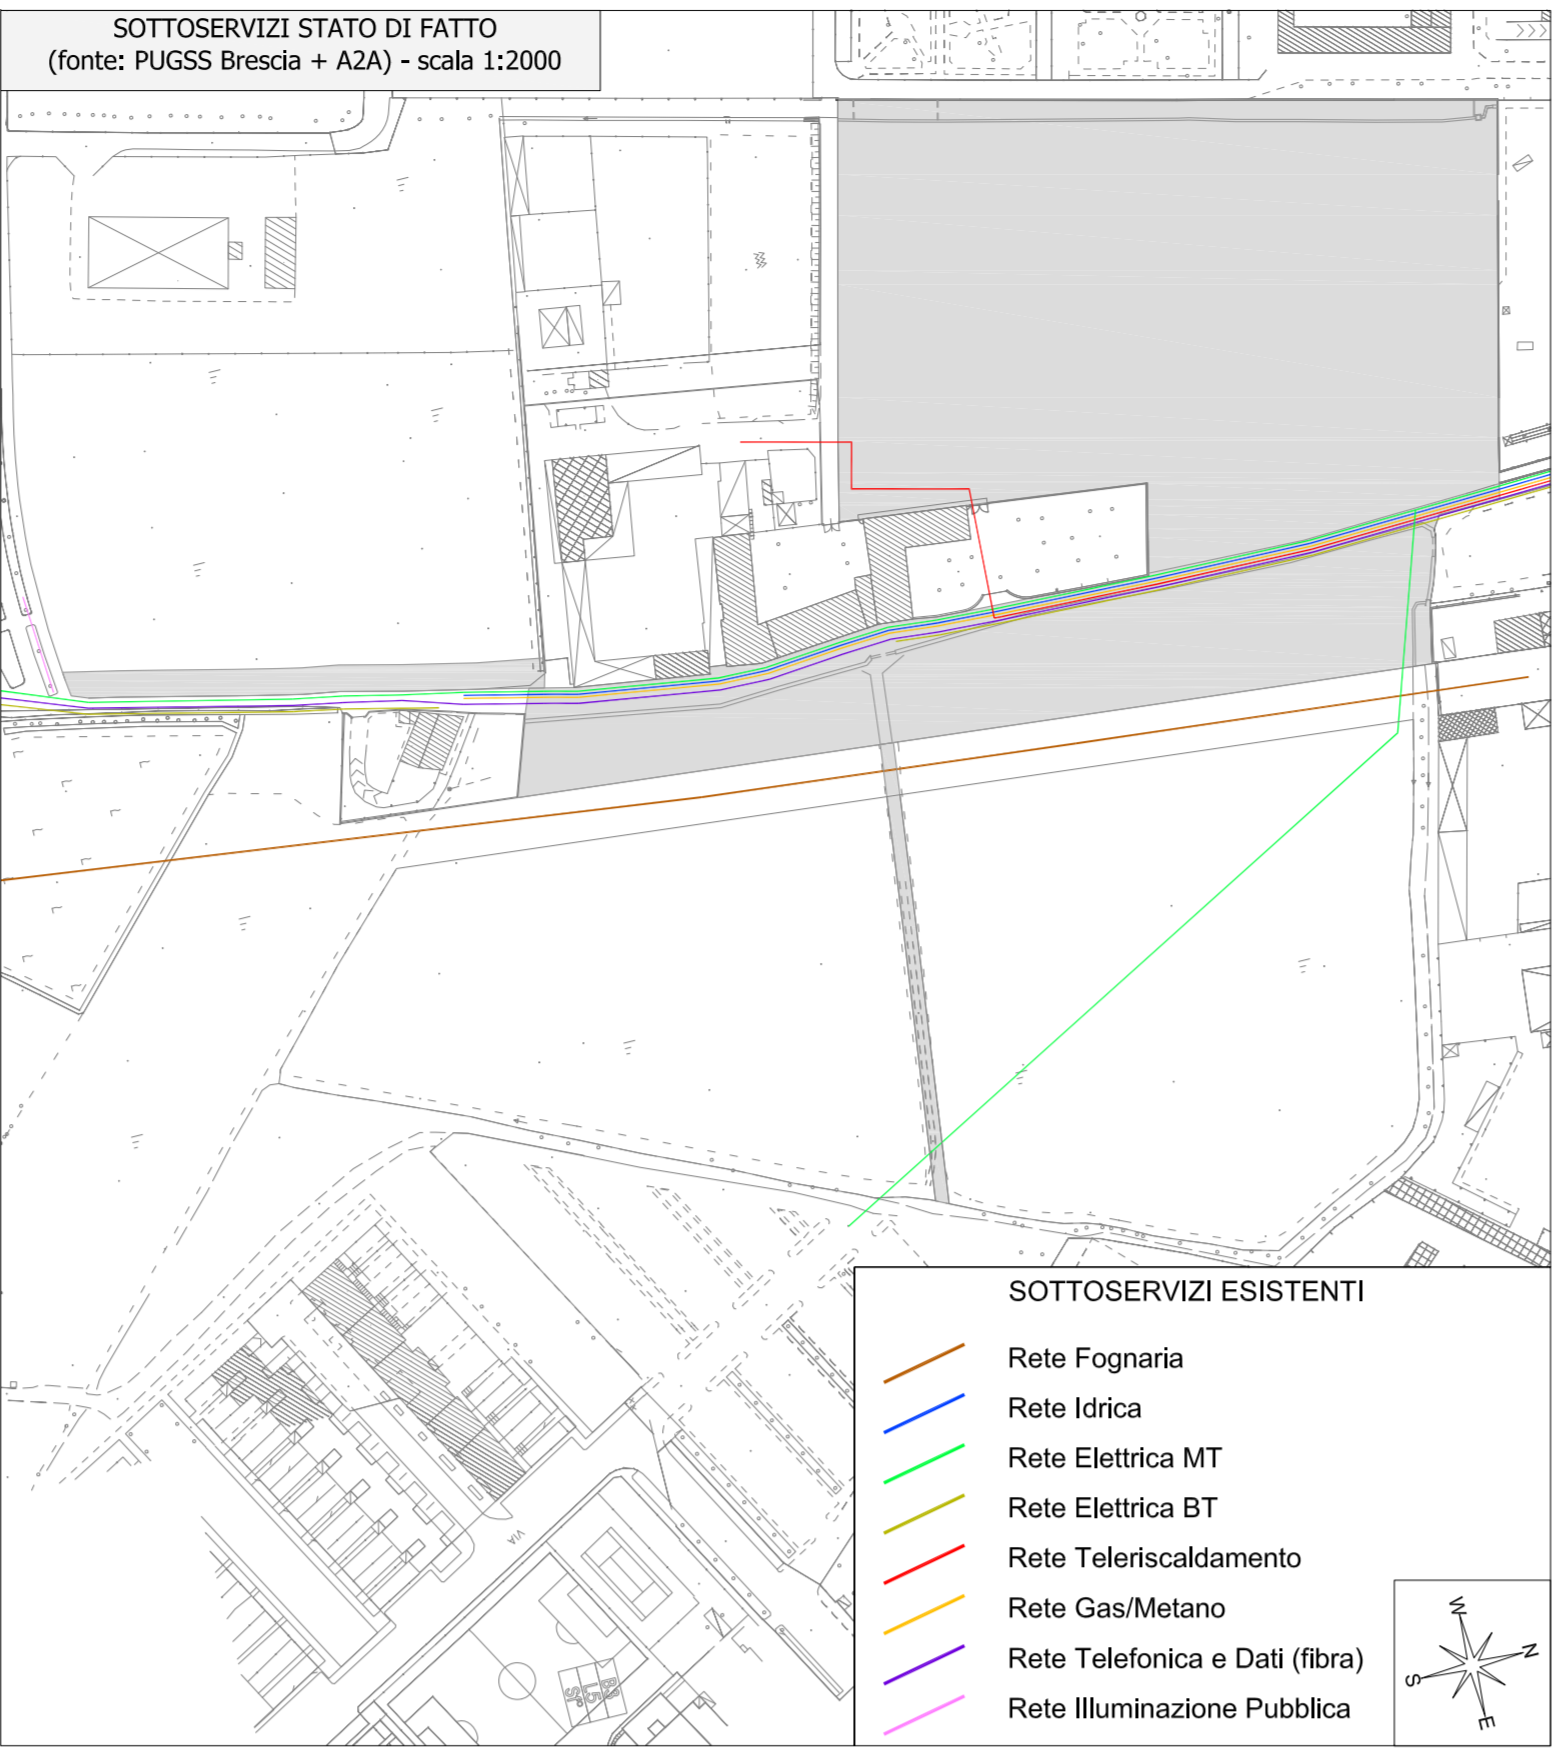 SOTTOSERVIZI STATO DI FATTO
(fonte: PUGSS Brescia + A2A) - scala 1:2000
VIA
SOTTOSERVIZI ESISTENTI
Rete Fognaria
Rete Idrica
Rete Elettrica MT
Rete Elettrica BT
Rete Teleriscaldamento
Rete Gas/Metano
Rete Telefonica e Dati (fibra)
Rete Illuminazione Pubblica
W
N
S
E